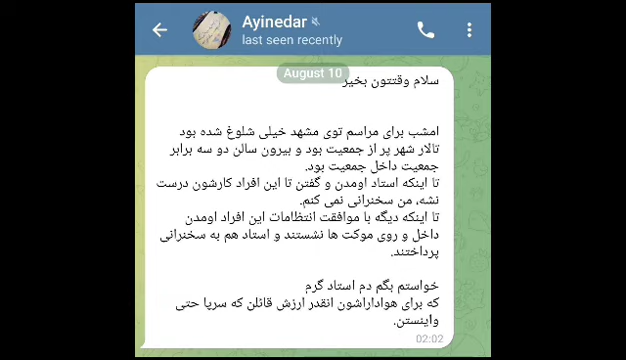 Ayinedar
last seen recently
August 10
سلام وقتتون بخیر
امشب برای مراسم توی مشهد خیلی شلوغ شده بود
تالار شهر پر از جمعیت بود و بیرون سالن دو سه برابر
جمعیت داخل جمعیت بود.
تا اینکه استاد اومدن و گفتن تا این افراد کارشون درست
نشه، من سخنرانی نمی کنم.
تا اینکه دیگه با موافقت انتظامات این افراد اومدن
داخل و روی موکت ها نشستند و استاد هم به سخنرانی
پرداختند.
خواستم بگم دم استاد گرم
که برای هواداراشون انقدر ارزش قائلن که سرپا حتی
واینستن.
02:02